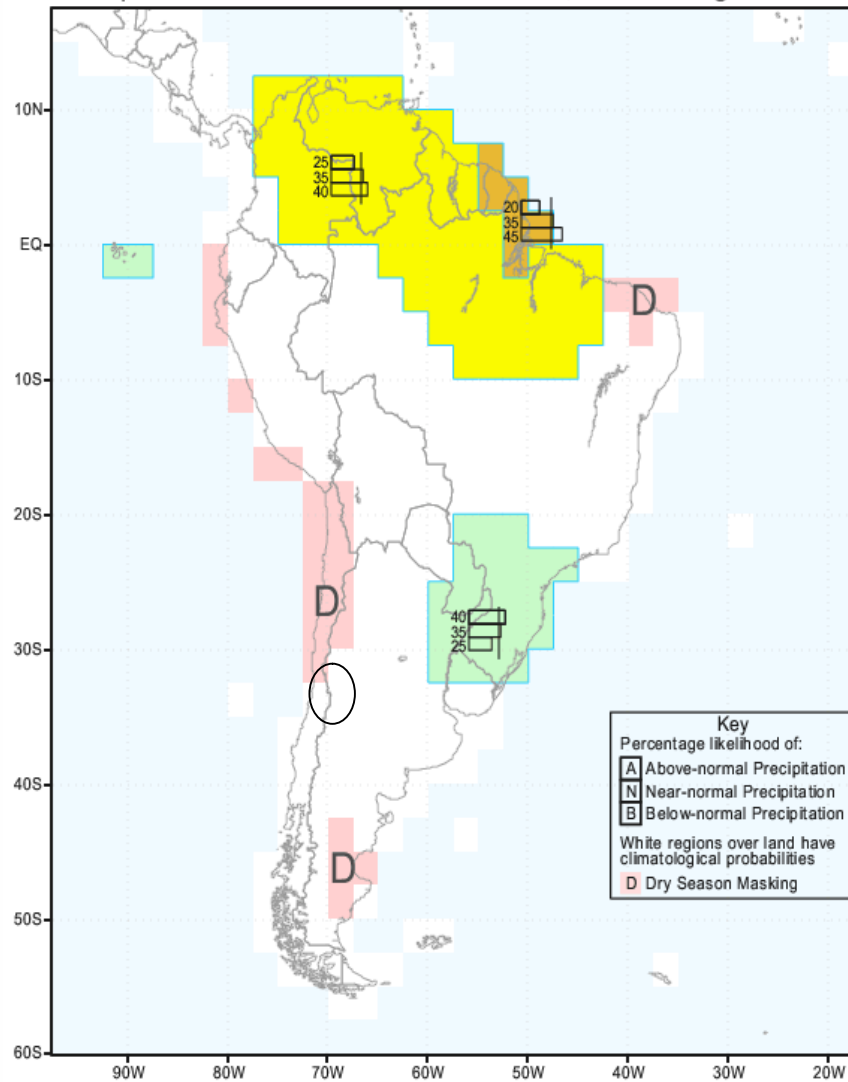 10N
EQ
10S
20S
30S
40S
50S
60S
90W
80W
70W
60W
50W
40W
30W
20W
25
35
40
20
35
45
D
40
35
25
D
D
Key
Percentage likelihood of:
A Above-normal Precipitation
N Near-normal Precipitation
B Below-normal Precipitation
White regions over land have
climatological probabilities
D Dry Season Masking